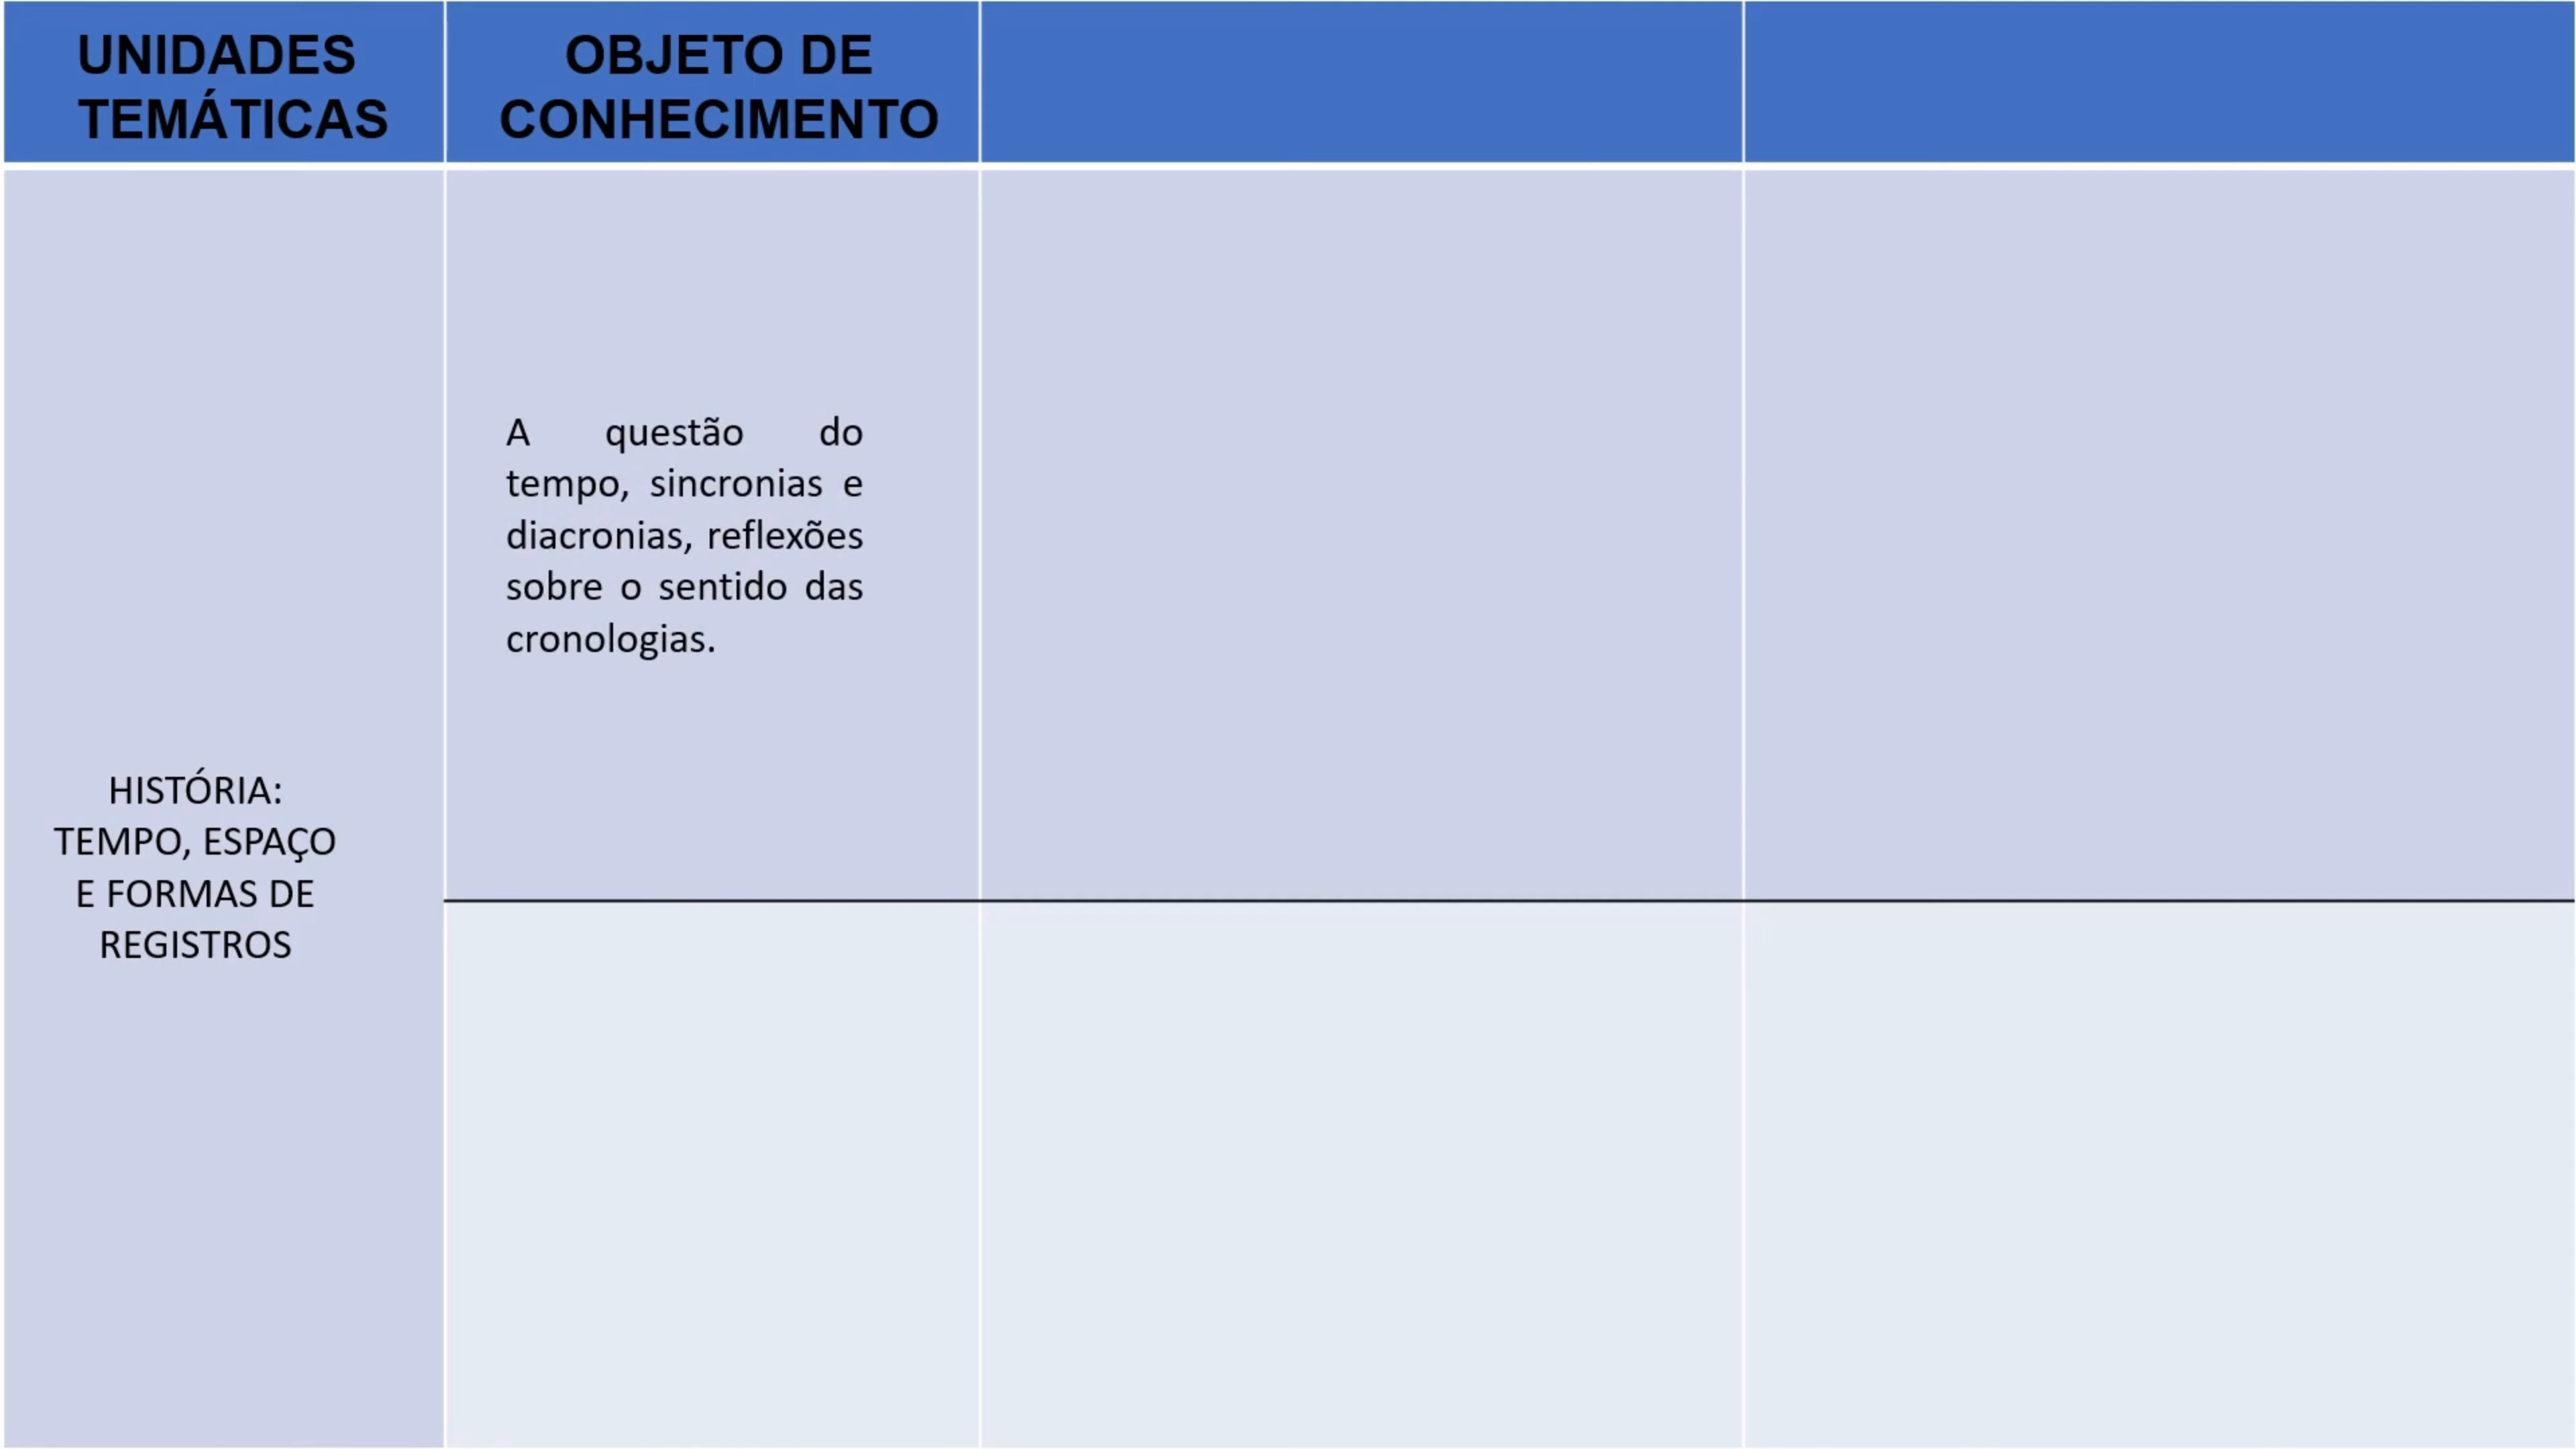 UNIDADES
TEMÁTICAS
OBJETO DE
CONHECIMENTO
A questão do
tempo, sincronias e
diacronias, reflexões
sobre o sentido das
cronologias.
HISTÓRIA:
TEMPO, ESPAÇO
E FORMAS DE
REGISTROS